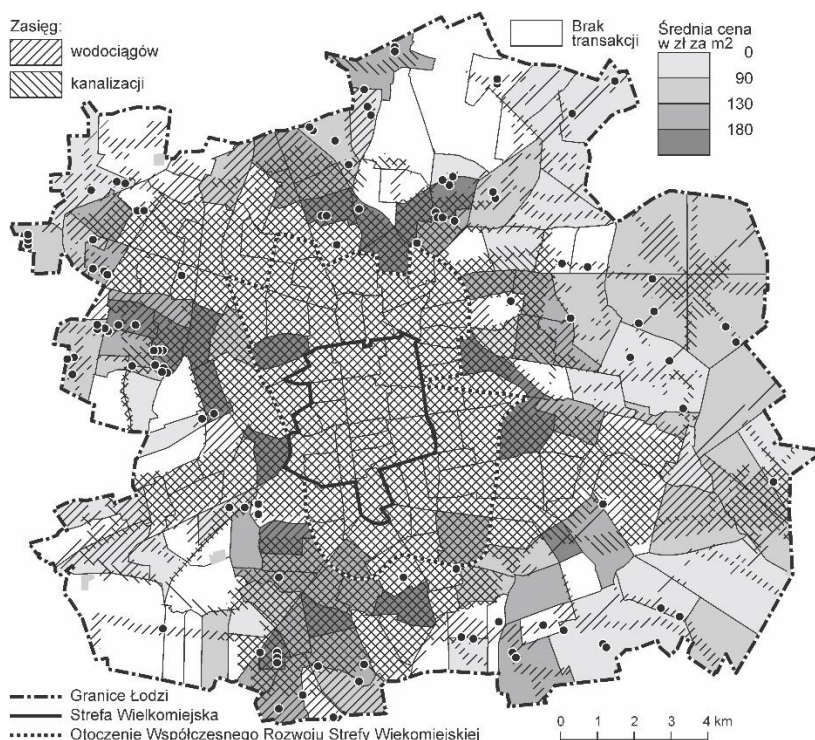 Zasięg:
wodociągów
kanalizacji
Brak
transakcji
Średnia cena
w zł za m2
0
90
130
180
Granice Łodzi
Strefa Wielkomiejska
Otoczenie Współczesnego Rozwoju Strefy Wiekomiejskiej
0 1 2 3 4 km